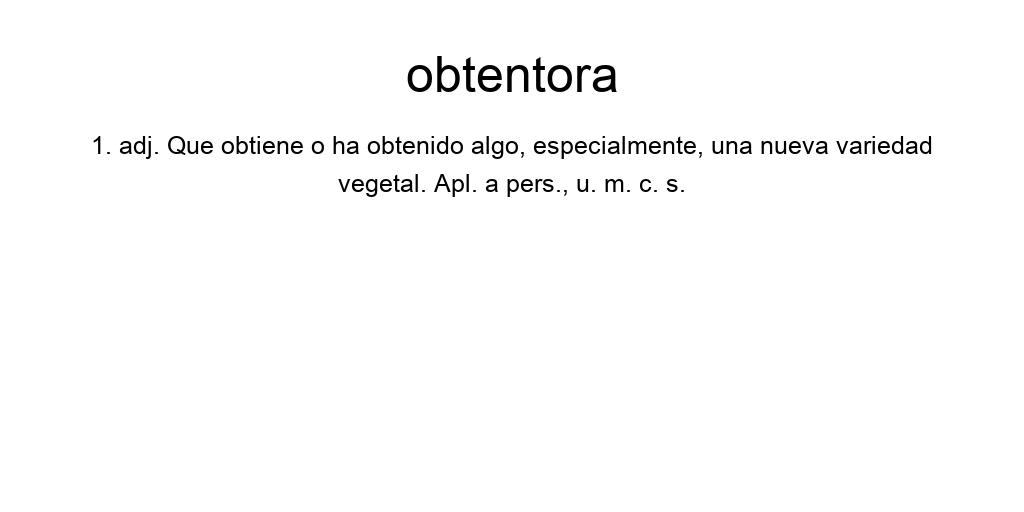 obtentora
1. adj. Que obtiene o ha obtenido algo, especialmente, una nueva variedad
vegetal. Apl. a pers., u. m. c. s.